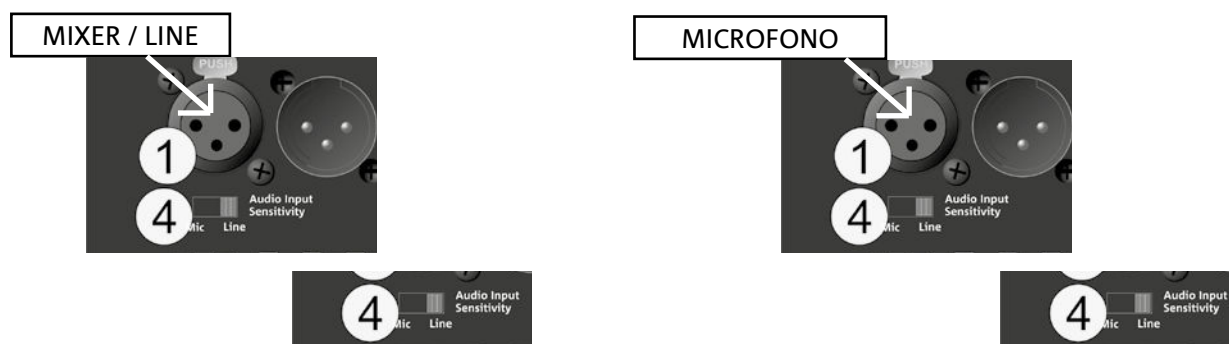 MIXER / LINE
PUSH
1
4
Audio Input
Sensitivity
Mic Line
4
Audio Input
Sensitivity
Mic Line
MICROFONO
PUSH
1
4
Audio Input
Sensitivity
Mic Line
4
Audio Input
Sensitivity
Mic Line